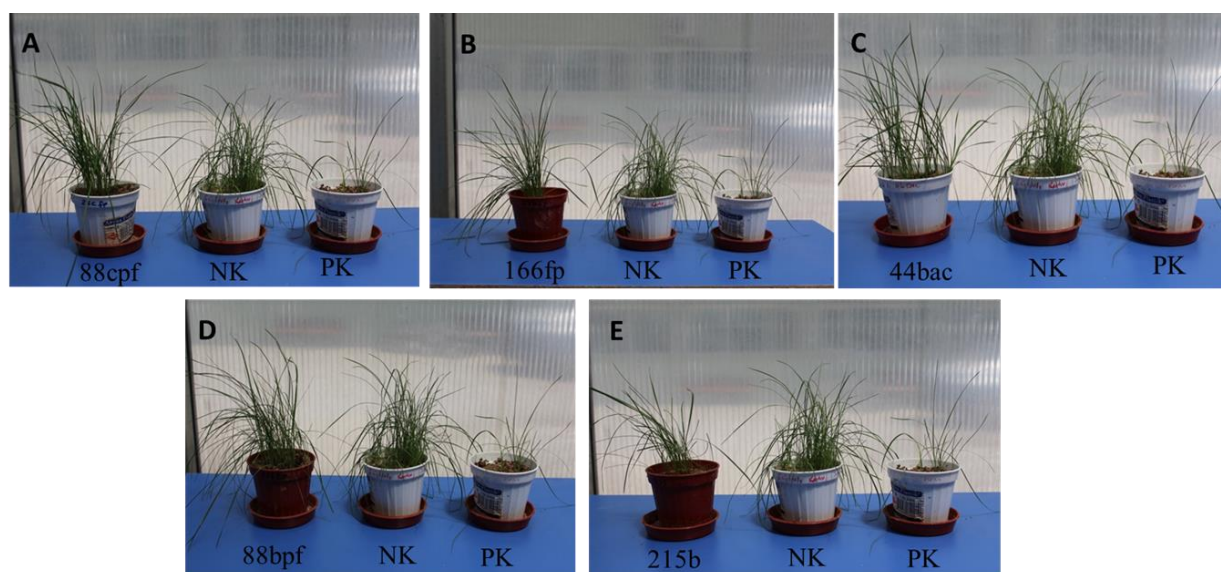 A
88cpf NK PK
B
166fp NK PK
C
44bac NK PK
D
88bpf NK PK
E
215b NK PK